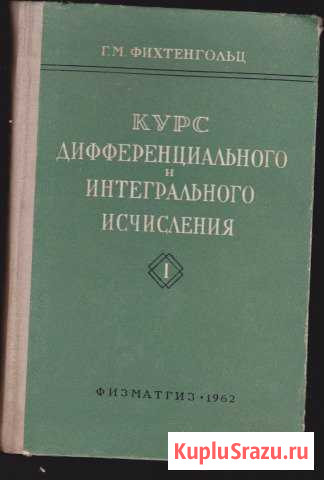 Г. М. ФИХТЕНГОЛЬЦ
КУРС
ДИФФЕРЕНЦИАЛЬНОГО
И
ИНТЕГРАЛЬНОГО
ИСЧИСЛЕНИЯ
I
ФИЗМАТГИЗ · 1962
KupluSrazu.ru